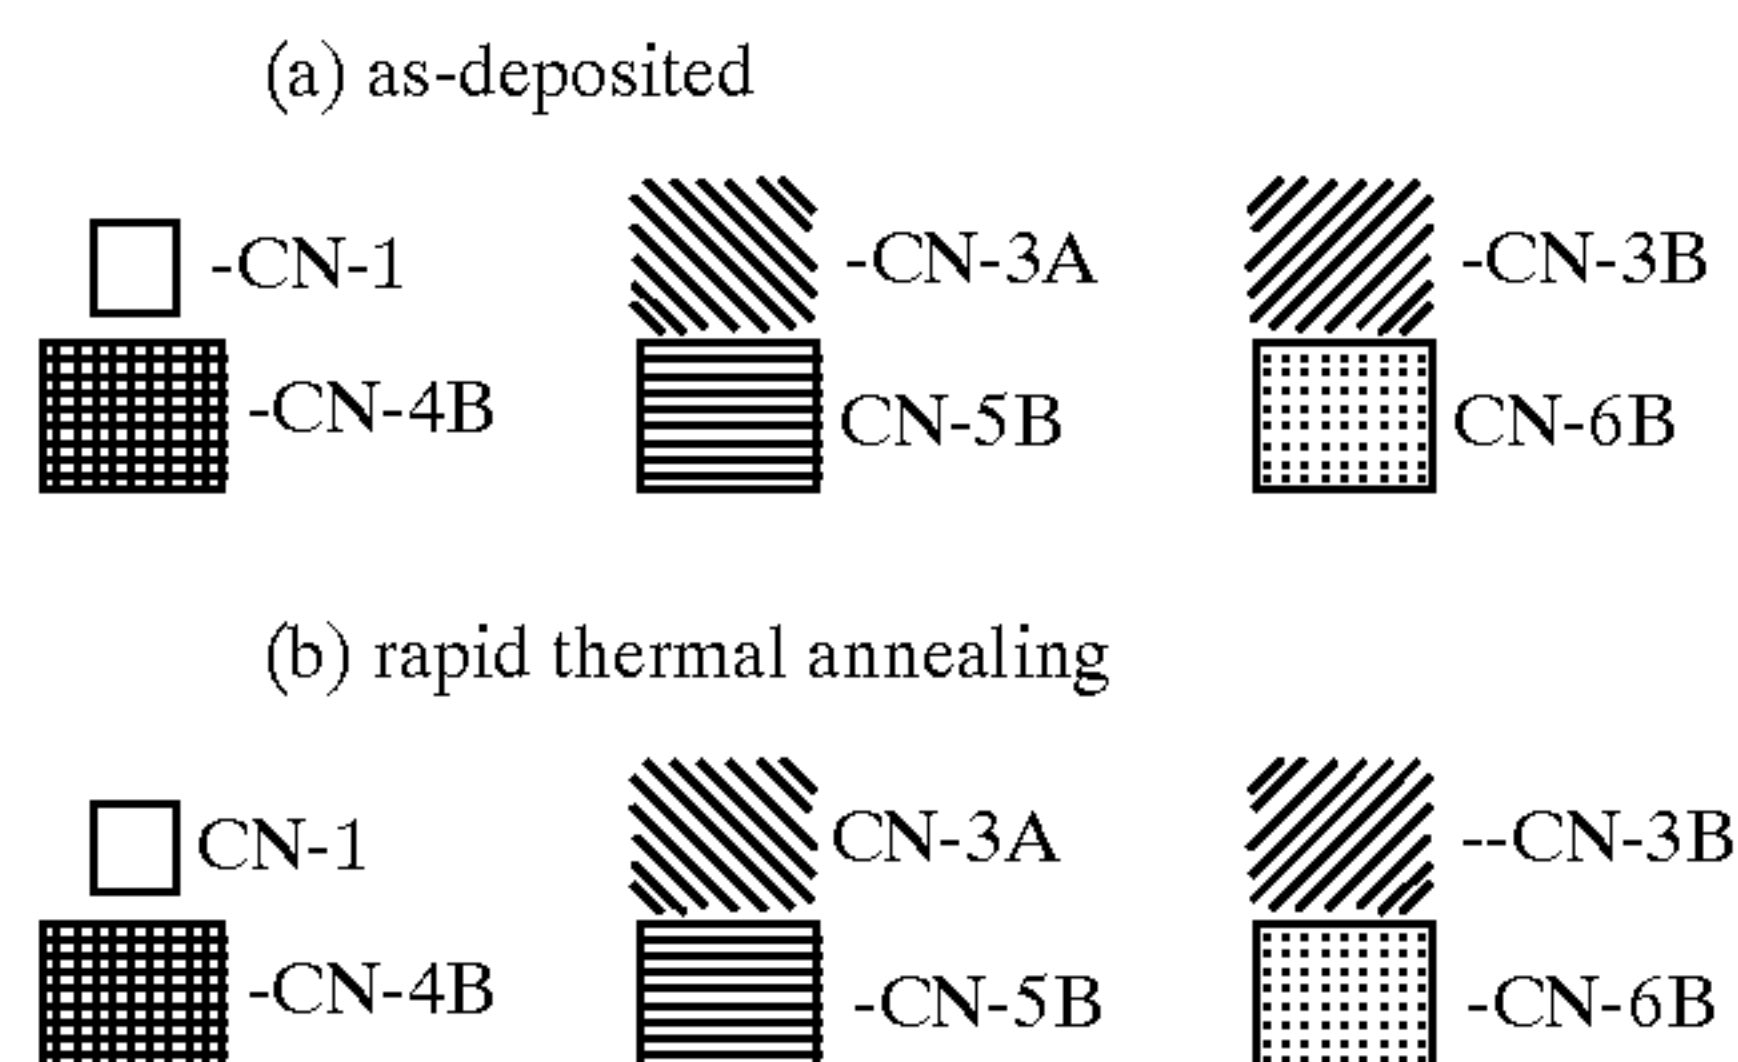 (a) as-deposited
-CN-1 -CN-3A -CN-3B
-CN-4B CN-5B CN-6B
(b) rapid thermal annealing
CN-1 CN-3A --CN-3B
-CN-4B -CN-5B -CN-6B